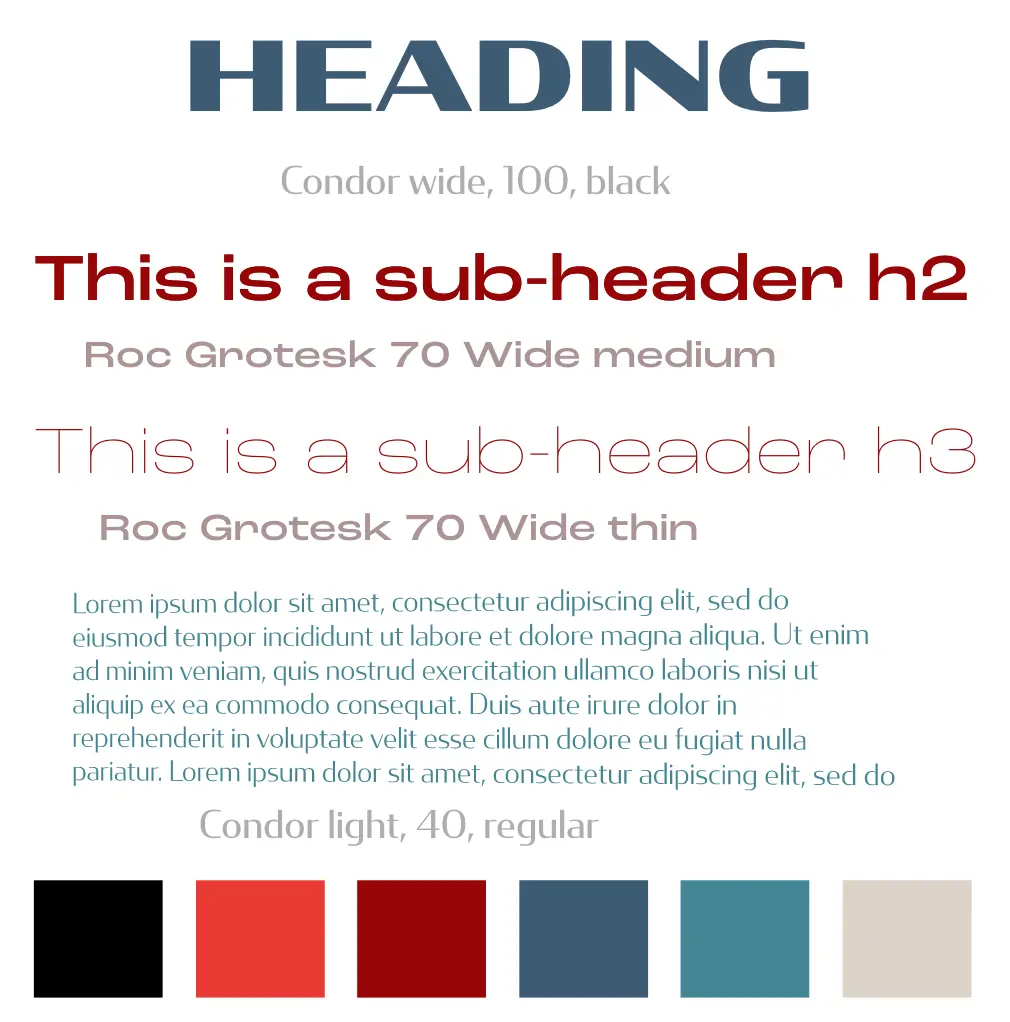 HEADING
Condor wide, 100, black
This is a sub-header h2
Roc Grotesk 70 Wide medium
This is a sub-header h3
Roc Grotesk 70 Wide thin
Lorem ipsum dolor sit amet, consectetur adipiscing elit, sed do
eiusmod tempor incididunt ut labore et dolore magna aliqua. Ut enim
ad minim veniam, quis nostrud exercitation ullamco laboris nisi ut
aliquip ex ea commodo consequat. Duis aute irure dolor in
reprehenderit in voluptate velit esse cillum dolore eu fugiat nulla
pariatur. Lorem ipsum dolor sit amet, consectetur adipiscing elit, sed do
Condor light, 40, regular